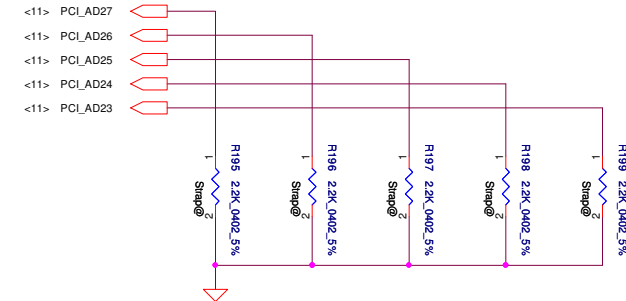 <11> PCI_AD27
<11> PCI_AD26
<11> PCI_AD25
<11> PCI_AD24
<11> PCI_AD23
1 R195 2.2K_0402_5% Strap@ 2
1 R196 2.2K_0402_5% Strap@ 2
1 R197 2.2K_0402_5% Strap@ 2
1 R198 2.2K_0402_5% Strap@ 2
1 R199 2.2K_0402_5% Strap@ 2